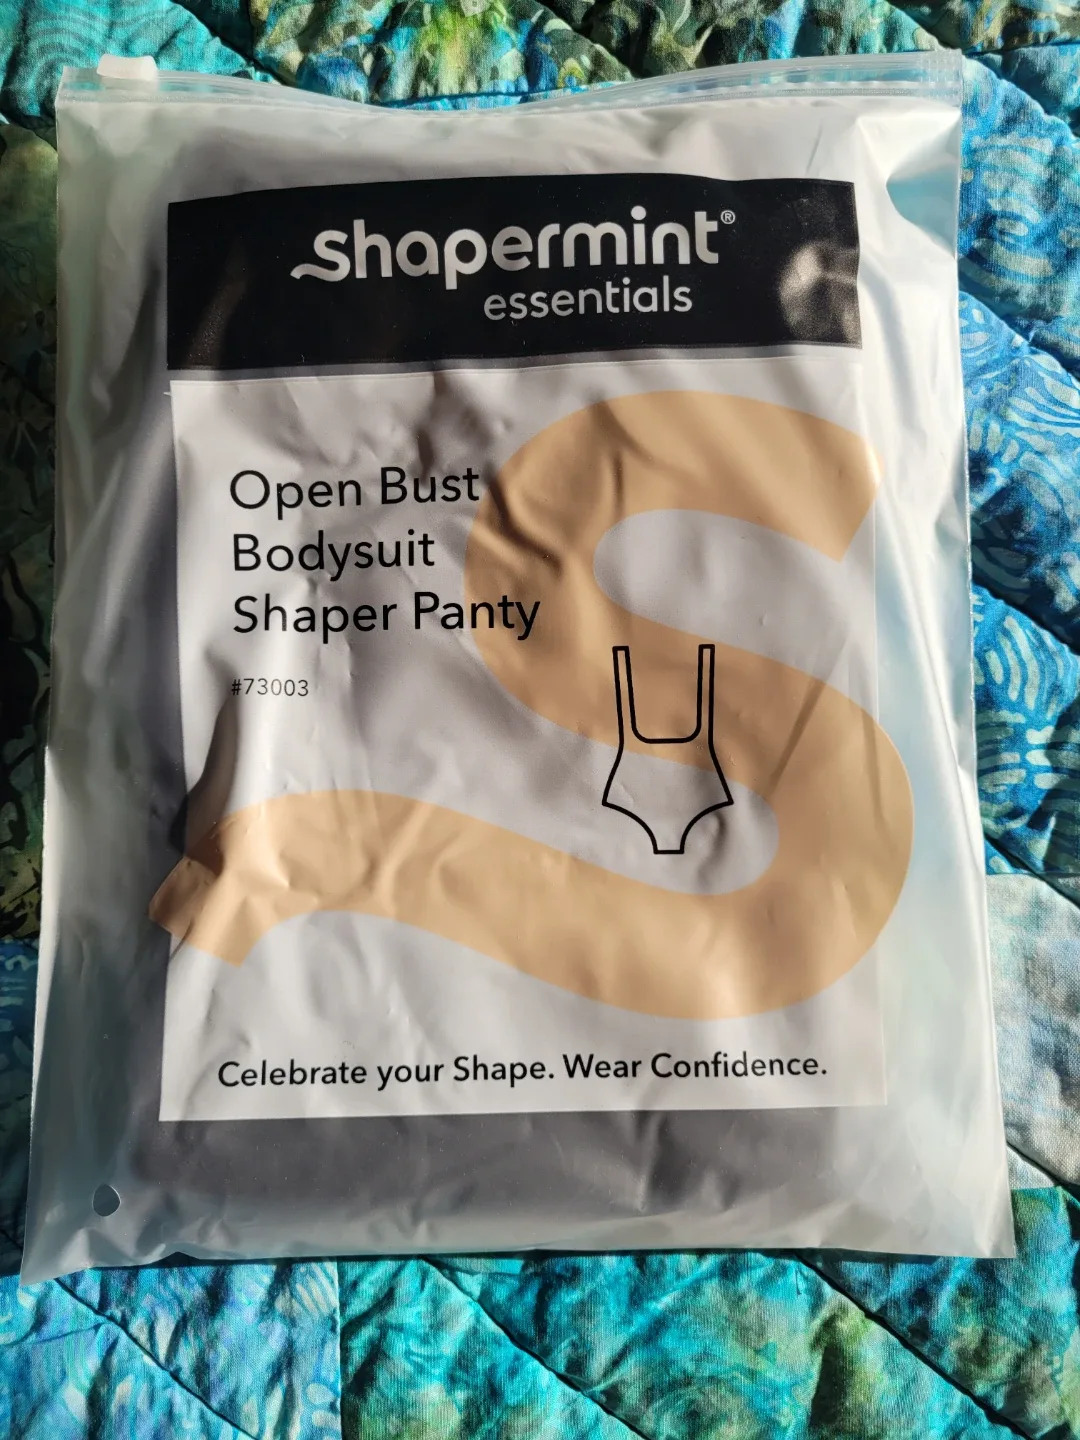 shapermint®
essentials
Open Bust
Bodysuit
Shaper Panty
#73003
Celebrate your Shape. Wear Confidence.